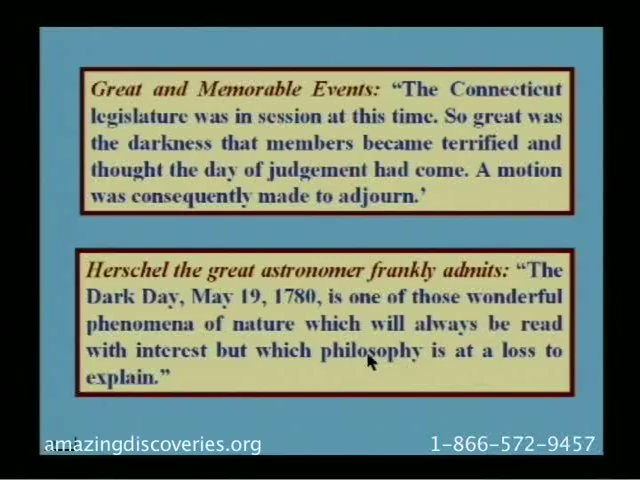 Great and Memorable Events: “The Connecticut
legislature was in session at this time. So great was
the darkness that members became terrified and
thought the day of judgement had come. A motion
was consequently made to adjourn.’
Herschel the great astronomer frankly admits: “The
Dark Day, May 19, 1780, is one of those wonderful
phenomena of nature which will always be read
with interest but which philosophy is at a loss to
explain.”
amazingdiscoveries.org
1-866-572-9457